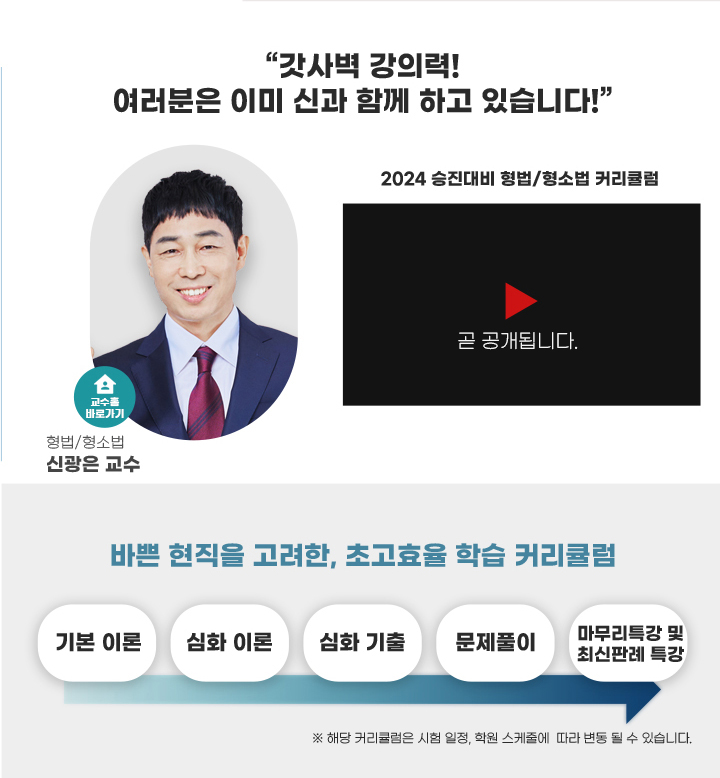 “갓사벽 강의력!
여러분은 이미 신과 함께 하고 있습니다!”
2024 승진대비 형법/형소법 커리큘럼
곧 공개됩니다.
교수홈
바로가기
형법/형소법
신광은 교수
바쁜 현직을 고려한, 초고효율 학습 커리큘럼
기본 이론
심화 이론
심화 기출
문제풀이
마무리특강 및
최신판례 특강
※ 해당 커리큘럼은 시험 일정, 학원 스케줄에 따라 변동 될 수 있습니다.